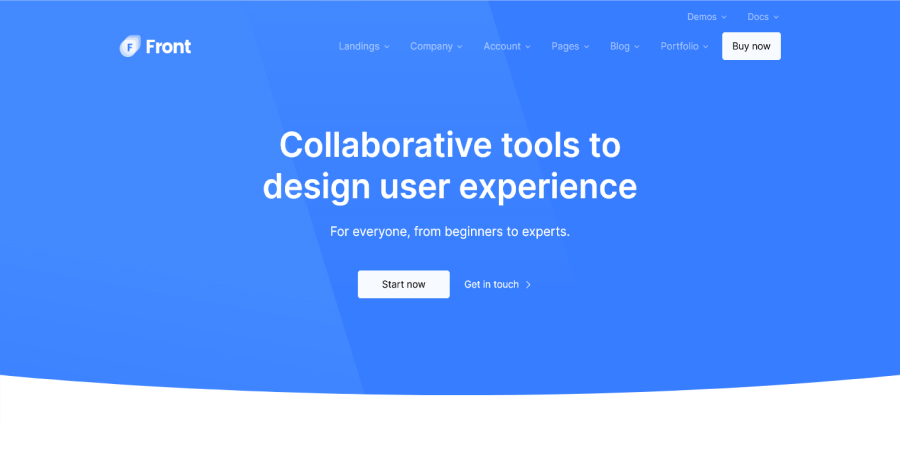 Demos Docs
F Front Landings Company Account Pages Blog Portfolio Buy now
Collaborative tools to
design user experience
For everyone, from beginners to experts.
Start now Get in touch